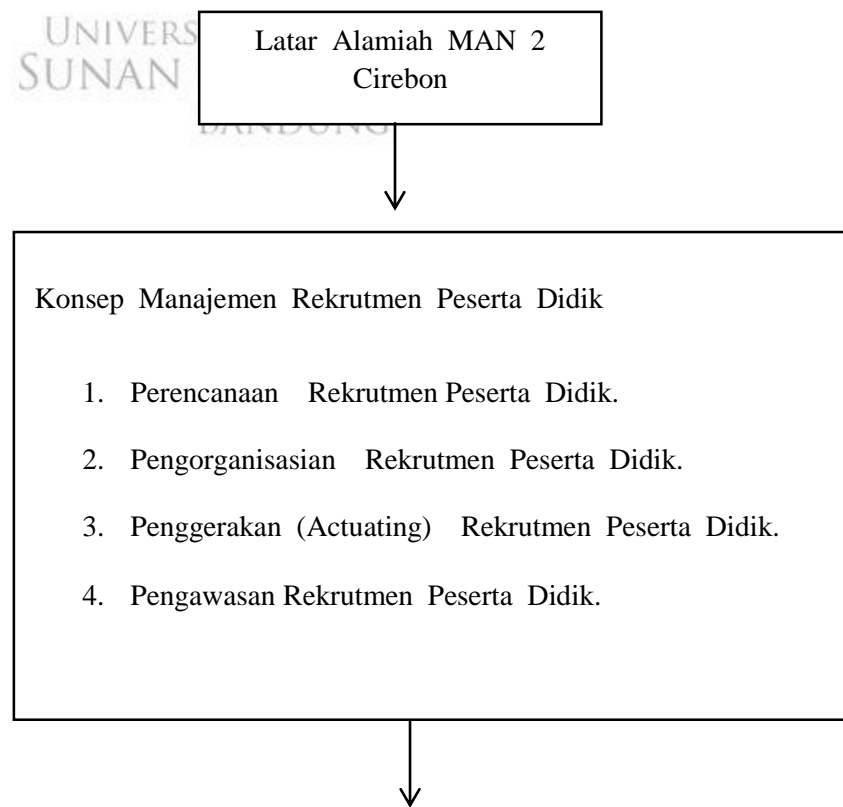 UNIVERS
SUNAN
Latar Alamiah MAN 2
Cirebon
BANDUNG
Konsep Manajemen Rekrutmen Peserta Didik
1. Perencanaan Rekrutmen Peserta Didik.
2. Pengorganisasian Rekrutmen Peserta Didik.
3. Penggerakan (Actuating) Rekrutmen Peserta Didik.
4. Pengawasan Rekrutmen Peserta Didik.